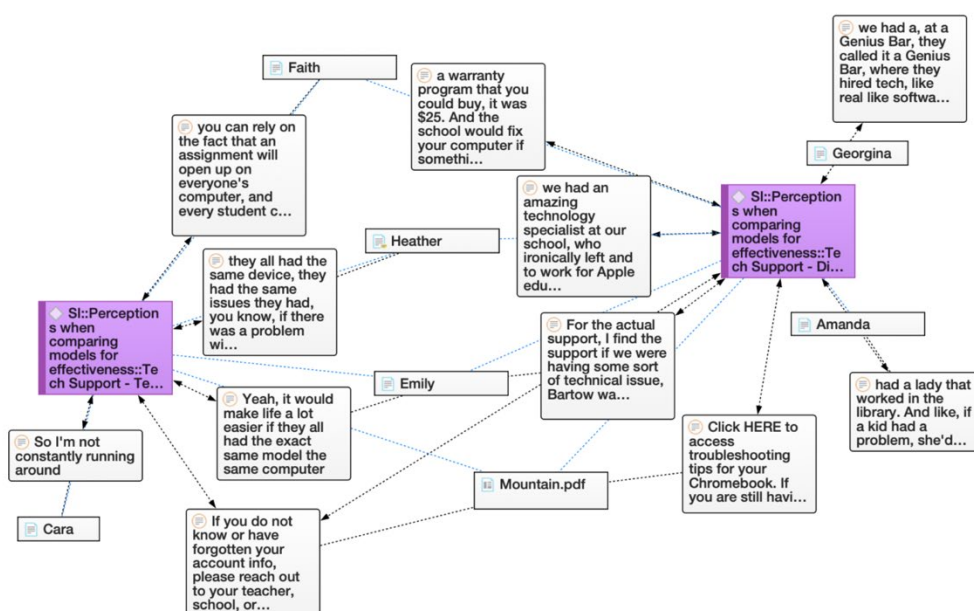 we had a, at a
Genius Bar, they
called it a Genius
Bar, where they
hired tech, like
real like softwa...
Faith
a warranty
program that you
could buy, it was
$25. And the
school would fix
your computer if
somethi...
you can rely on
the fact that an
assignment will
open up on
everyone's
computer, and
every student c...
Georgina
we had an
amazing
technology
specialist at our
school, who
ironically left and
to work for Apple
edu...
SI::Perception
s when
comparing
models for
effectiveness::Te
ch Support - Di...
Heather
they all had the
same device, they
had the same
issues they had,
you know, if there
was a problem
wi...
SI::Perception
s when
comparing
models for
effectiveness::Te
ch Support - Te...
For the actual
support, I find the
support if we were
having some sort
of technical issue,
Bartow wa...
Amanda
Emily
had a lady that
worked in the
library. And like, if
a kid had a
problem, she'd...
Yeah, it would
make life a lot
easier if they all
had the exact
same model the
same computer
Click HERE to
access
troubleshooting
tips for your
Chromebook. If
you are still havi...
So I'm not
constantly running
around
Mountain.pdf
Cara
If you do not
know or have
forgotten your
account info,
please reach out
to your teacher,
school, or...